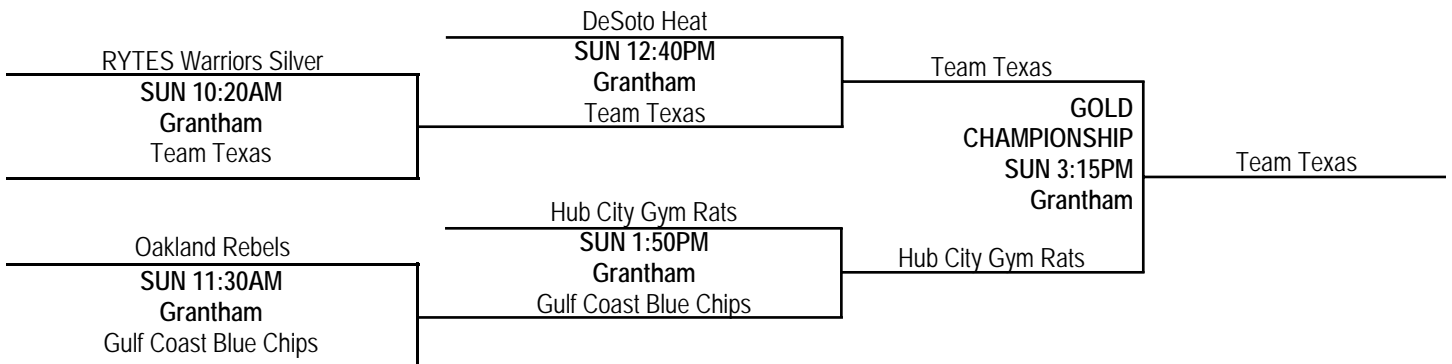 DeSoto Heat
RYTES Warriors Silver
SUN 12:40PM
Grantham
Team Texas
SUN 10:20AM
Grantham
Team Texas
Team Texas
GOLD
CHAMPIONSHIP
SUN 3:15PM
Grantham
Team Texas
Hub City Gym Rats
Oakland Rebels
SUN 1:50PM
Grantham
Gulf Coast Blue Chips
Hub City Gym Rats
SUN 11:30AM
Grantham
Gulf Coast Blue Chips